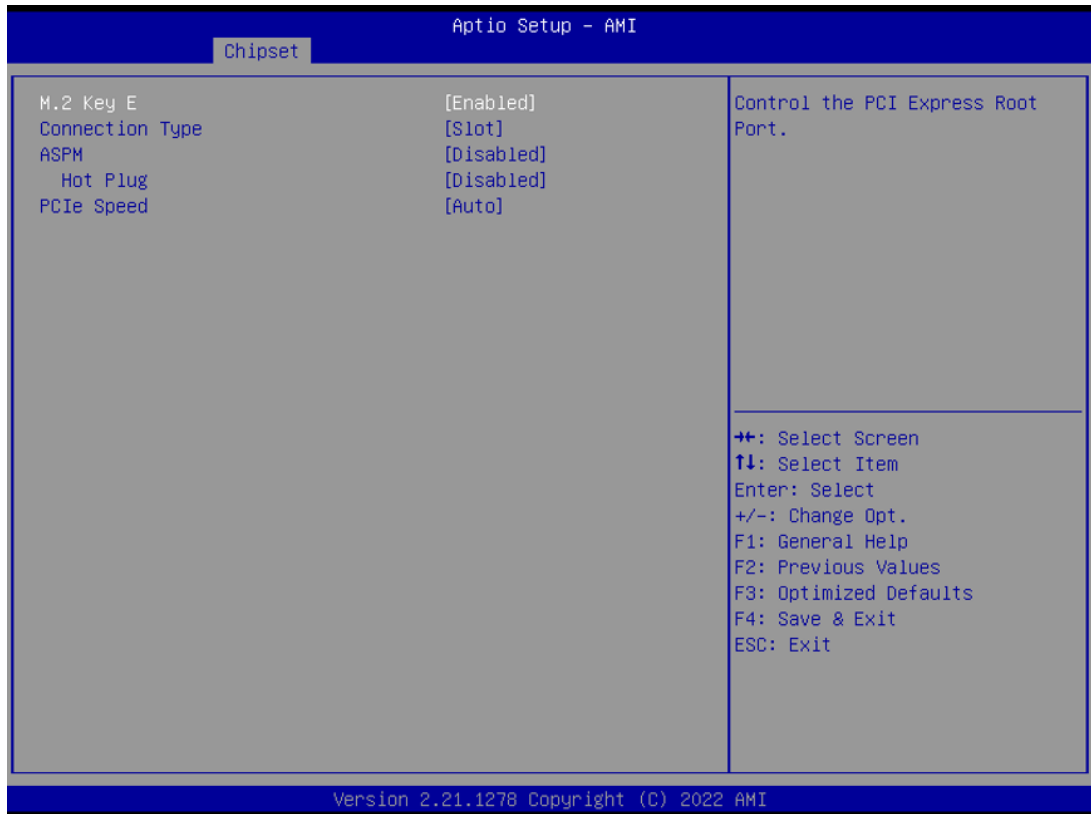 Aptio Setup – AMI
Chipset
M.2 Key E [Enabled]
Connection Type [Slot]
ASPM [Disabled]
Hot Plug [Disabled]
PCIe Speed [Auto]
Control the PCI Express Root
Port.
→←: Select Screen
↑↓: Select Item
Enter: Select
+/-: Change Opt.
F1: General Help
F2: Previous Values
F3: Optimized Defaults
F4: Save & Exit
ESC: Exit
Version 2.21.1278 Copyright (C) 2022 AMI